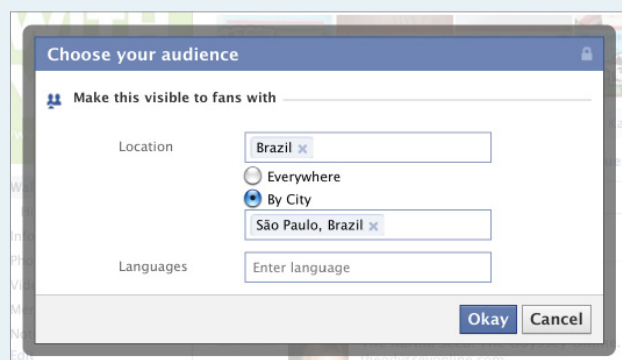 Choose your audience
Make this visible to fans with
Location
Brazil ×
Everywhere
By City
São Paulo, Brazil ×
Languages
Enter language
Okay
Cancel